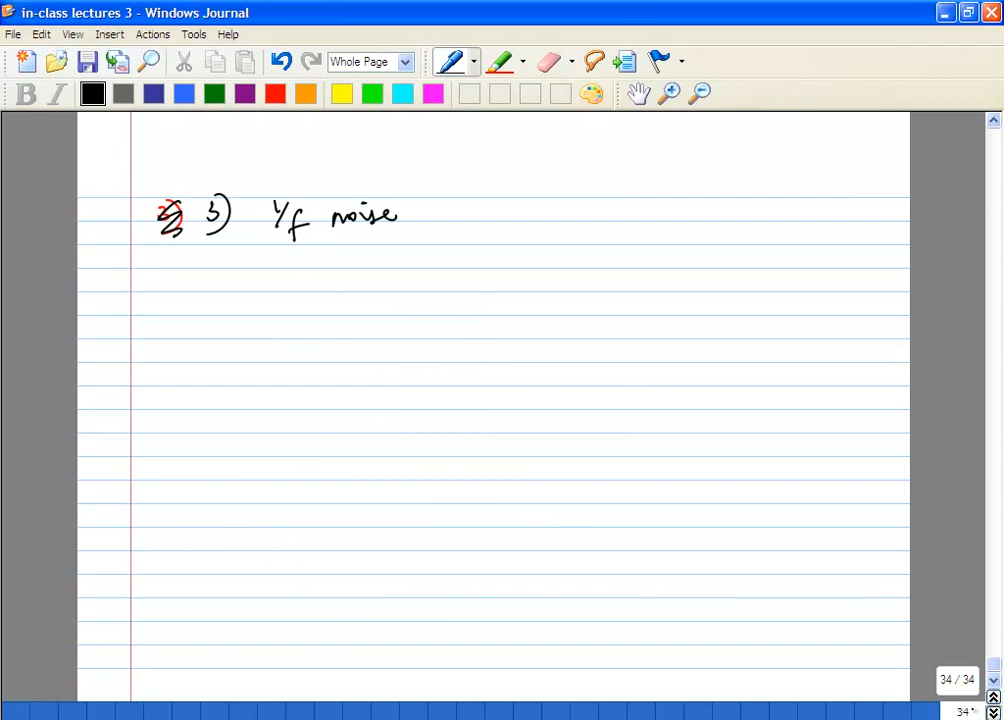 in-class lectures 3 - Windows Journal
File Edit View Insert Actions Tools Help
Whole Page
B I
3) 1/f noise
34 / 34
34